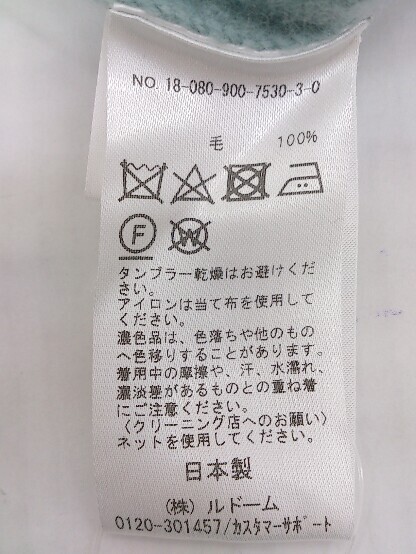 NO. 18-080-900-7530-3-0
毛 100%
F W
タンブラー乾燥はお避けくだ
さい。
アイロンは当て布を使用して
ください。
濃色品は、色落ちや他のもの
へ色移りすることがあります。
着用中の摩擦や、汗、水濡れ、
濃淡差があるものとの重ね着
にご注意ください。
〈クリーニング店へのお願い〉
ネットを使用してください。
日本製
(株) ルドーム
0120-301457/カスタマーサポート